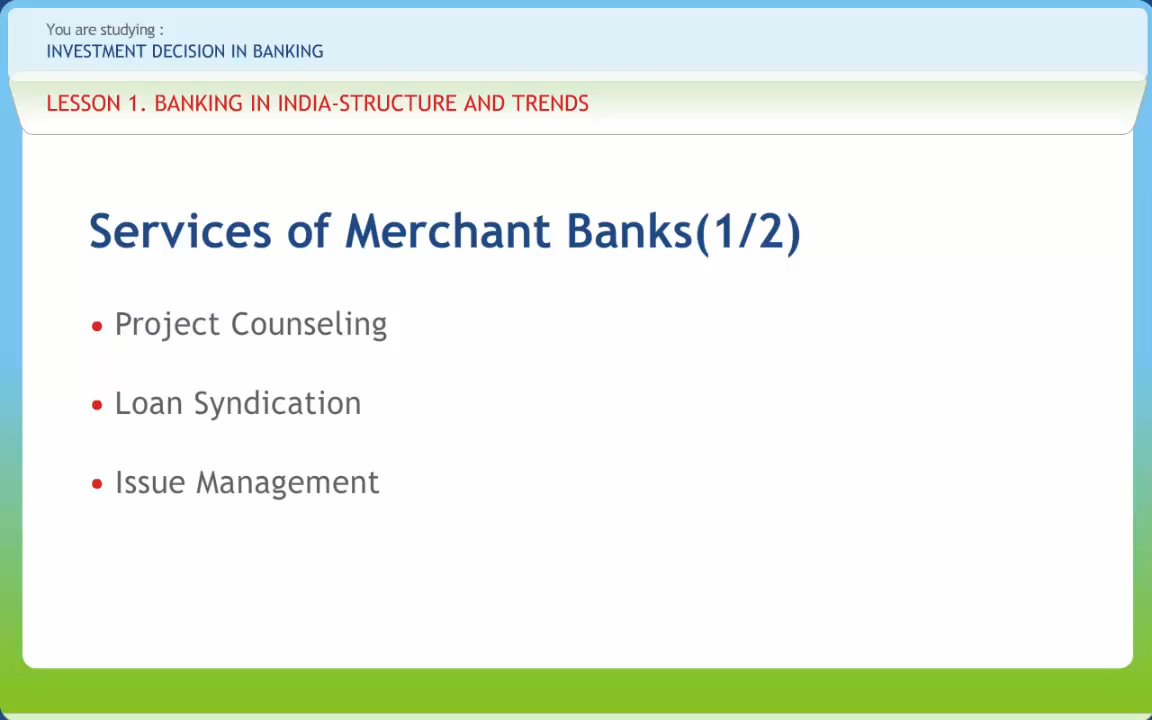 You are studying :
INVESTMENT DECISION IN BANKING
LESSON 1. BANKING IN INDIA-STRUCTURE AND TRENDS
Services of Merchant Banks(1/2)
• Project Counseling
• Loan Syndication
• Issue Management